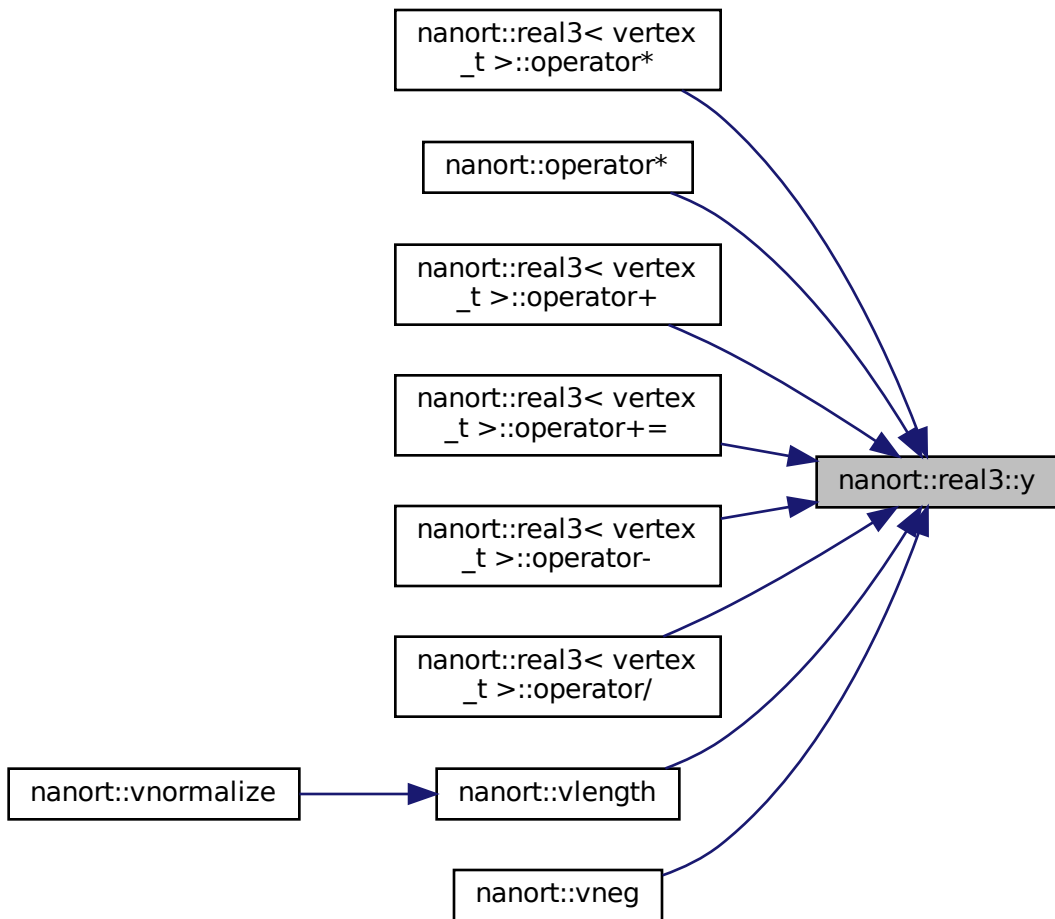 nanort::real3< vertex
_t >::operator*
nanort::operator*
nanort::real3< vertex
_t >::operator+
nanort::real3< vertex
_t >::operator+=
nanort::real3::y
nanort::real3< vertex
_t >::operator-
nanort::real3< vertex
_t >::operator/
nanort::vnormalize
nanort::vlength
nanort::vneg